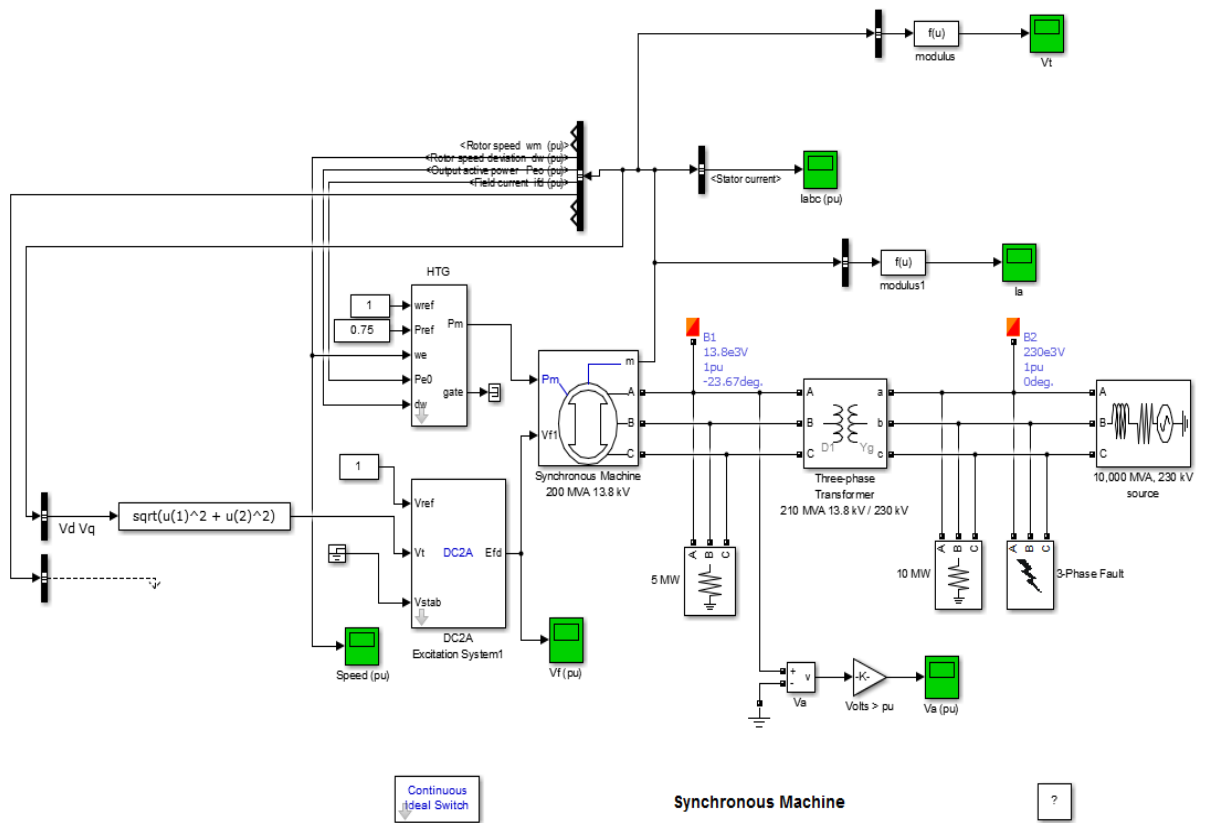 f(u)
modulus
Vt
<Rotor speed wm (pu)>
<Rotor speed deviation dw (pu)>
<Output active power Peo (pu)>
<Field current ifd (pu)>
<Stator current>
Iabc (pu)
f(u)
modulus1
Ia
HTG
1
wref
0.75
Pref
Pm
we
Pe0
gate
dw
B1
13.8e3V
1pu
-23.67deg.
B2
230e3V
1pu
0deg.
Pm
m
A
Vf1
B
C
Synchronous Machine
200 MVA 13.8 kV
A
a
B
b
C
c
D1
Yg
Three-phase
Transformer
210 MVA 13.8 kV / 230 kV
A
B
C
10,000 MVA, 230 kV
source
1
Vref
Vd Vq
sqrt(u(1)^2 + u(2)^2)
Vt
DC2A
Efd
Vstab
DC2A
Excitation System1
A B C
5 MW
A B C
10 MW
A B C
3-Phase Fault
Speed (pu)
Vf (pu)
+
-
v
Va
-K-
Volts > pu
Va (pu)
Continuous
Ideal Switch
Synchronous Machine
?